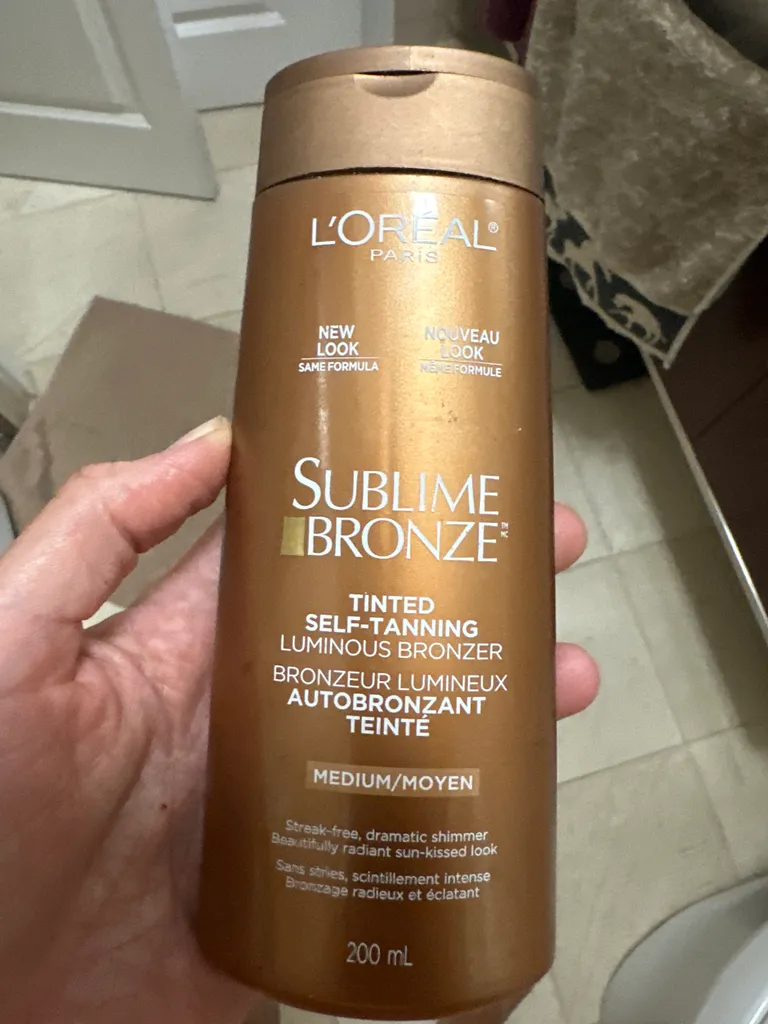 L'ORÉAL®
PARIS
NEW
LOOK
SAME FORMULA
NOUVEAU
LOOK
MÊME FORMULE
SUBLIME
BRONZE
TM
MC
TINTED
SELF-TANNING
LUMINOUS BRONZER
BRONZEUR LUMINEUX
AUTOBRONZANT
TEINTÉ
MEDIUM/MOYEN
Streak-free, dramatic shimmer
Beautifully radiant sun-kissed look
Sans stries, scintillement intense
Bronzage radieux et éclatant
200 mL